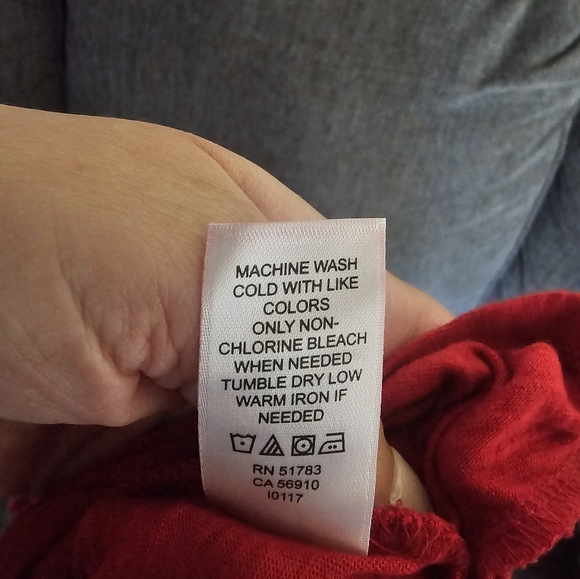 MACHINE WASH
COLD WITH LIKE
COLORS
ONLY NON-
CHLORINE BLEACH
WHEN NEEDED
TUMBLE DRY LOW
WARM IRON IF
NEEDED
RN 51783
CA 56910
I0117